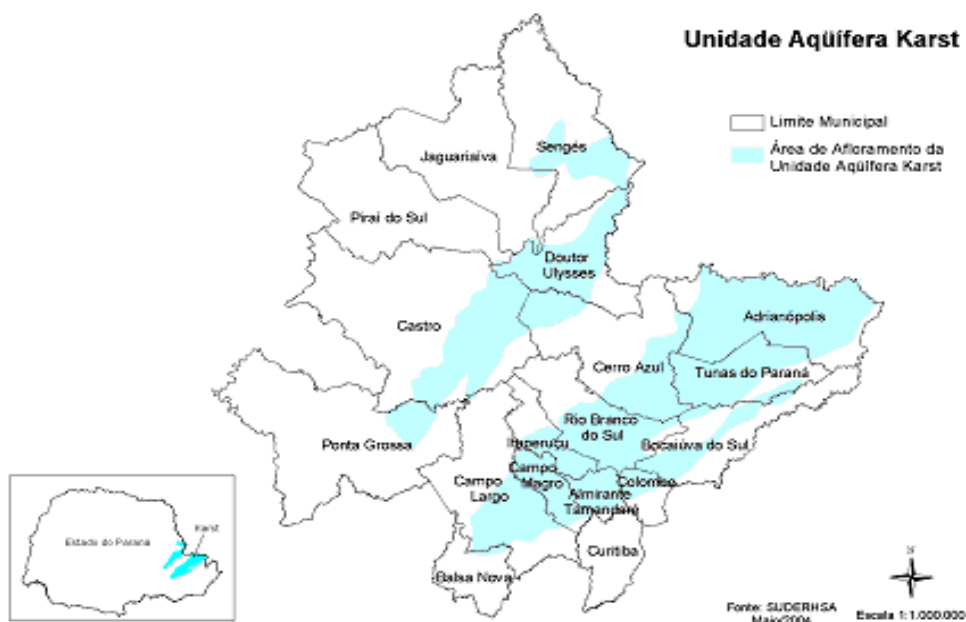 Unidade Aqüífera Karst
Limite Municipal
Área de Afloramento da
Unidade Aqüífera Karst
Sengés
Jaguariaíva
Piraí do Sul
Doutor
Ulysses
Castro
Adrianópolis
Cerro Azul
Tunas do Paraná
Rio Branco
do Sul
Ponta Grossa
Itaperuçu
Bocaiúva do Sul
Campo
Magro
Campo
Largo
Colombo
Almirante
Tamandaré
Curitiba
Balsa Nova
Estado do Paraná
Karst
N
Fonte: SUDERHSA
Maio/2004
Escala 1:1.000.000